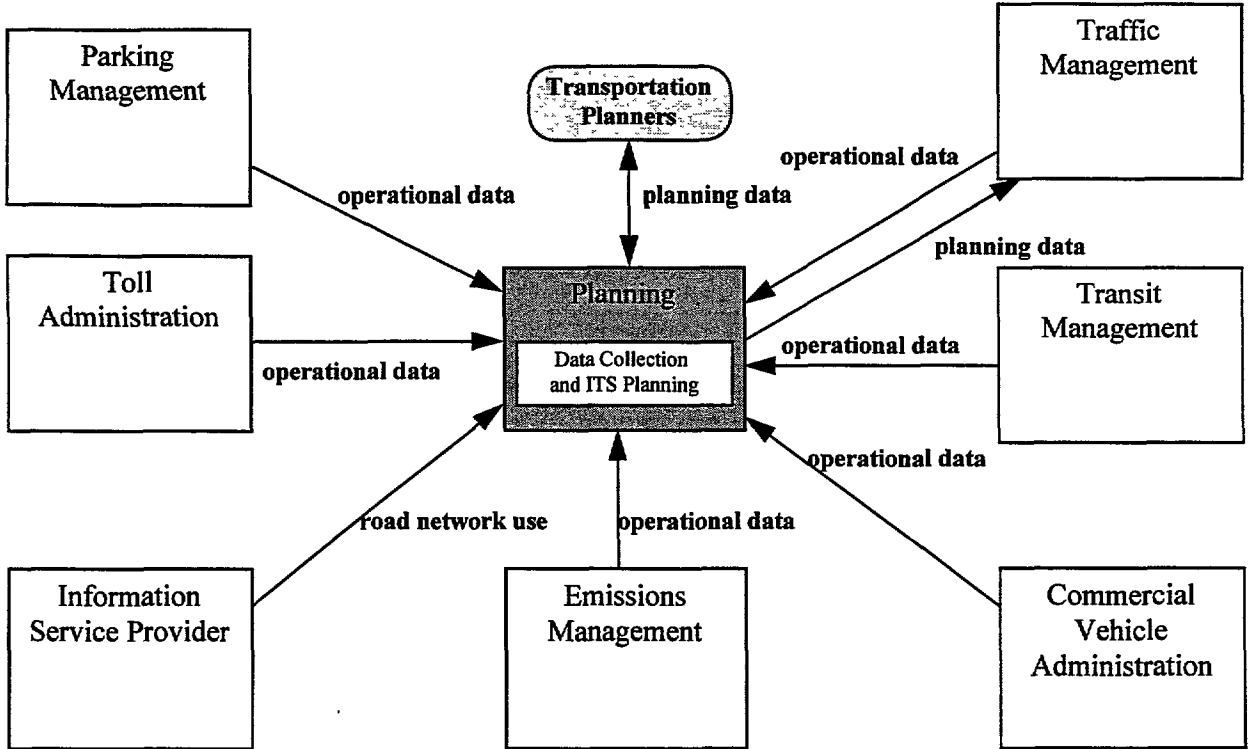 Parking
Management
Transportation
Planners
Traffic
Management
operational data
planning data
operational data
planning data
Toll
Administration
operational data
Planning
Data Collection
and ITS Planning
operational data
Transit
Management
operational data
road network use
operational data
Information
Service Provider
Emissions
Management
Commercial
Vehicle
Administration